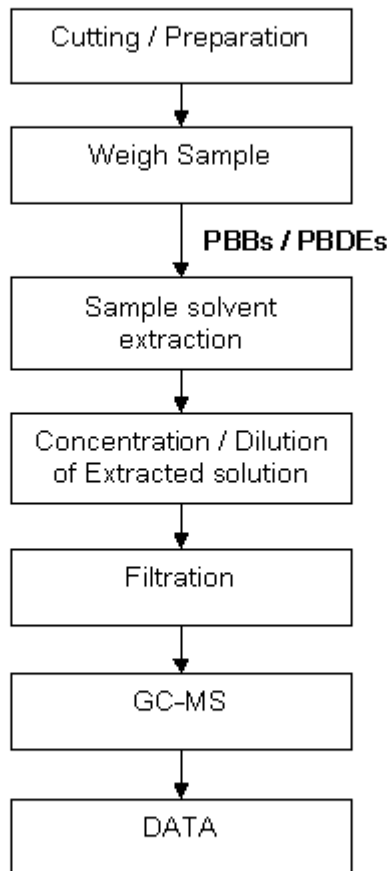 Cutting / Preparation
Weigh Sample
PBBs / PBDEs
Sample solvent
extraction
Concentration / Dilution
of Extracted solution
Filtration
GC-MS
DATA